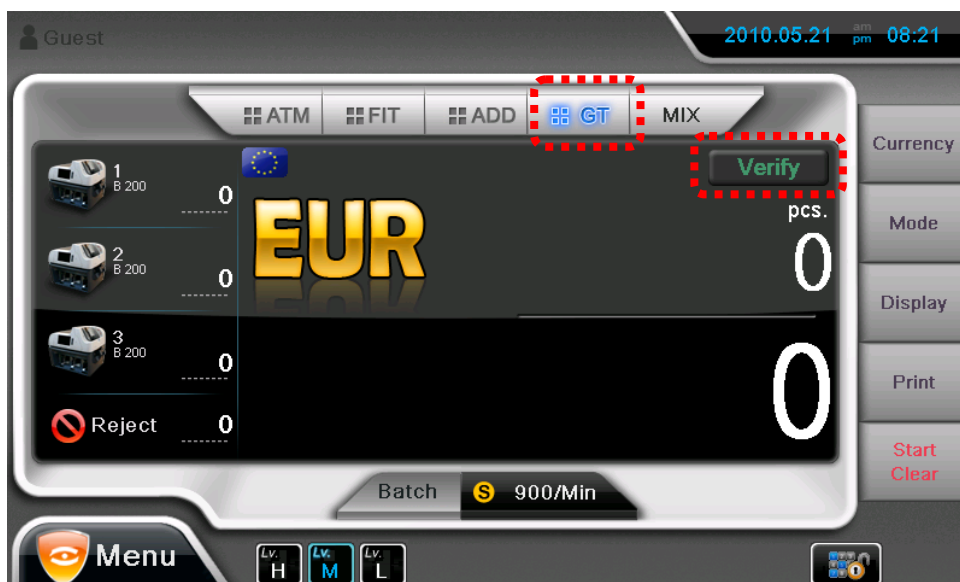 Guest
2010.05.21 am pm 08:21
ATM FIT ADD GT MIX
Verify
1
B 200
0
EUR
pcs.
0
2
B 200
0
3
B 200
0
0
Reject 0
Batch S 900/Min
Currency
Mode
Display
Print
Start
Clear
Menu
Lv. H
Lv. M
Lv. L